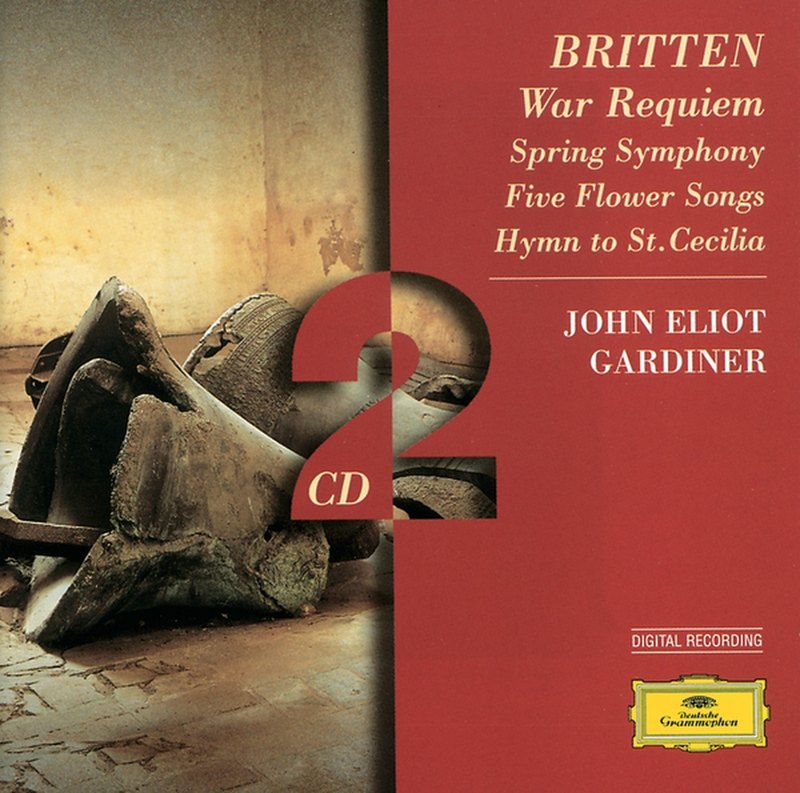 BRITTEN
War Requiem
Spring Symphony
Five Flower Songs
Hymn to St. Cecilia
JOHN ELIOT
GARDINER
2
CD
DIGITAL RECORDING
Deutsche
Grammophon